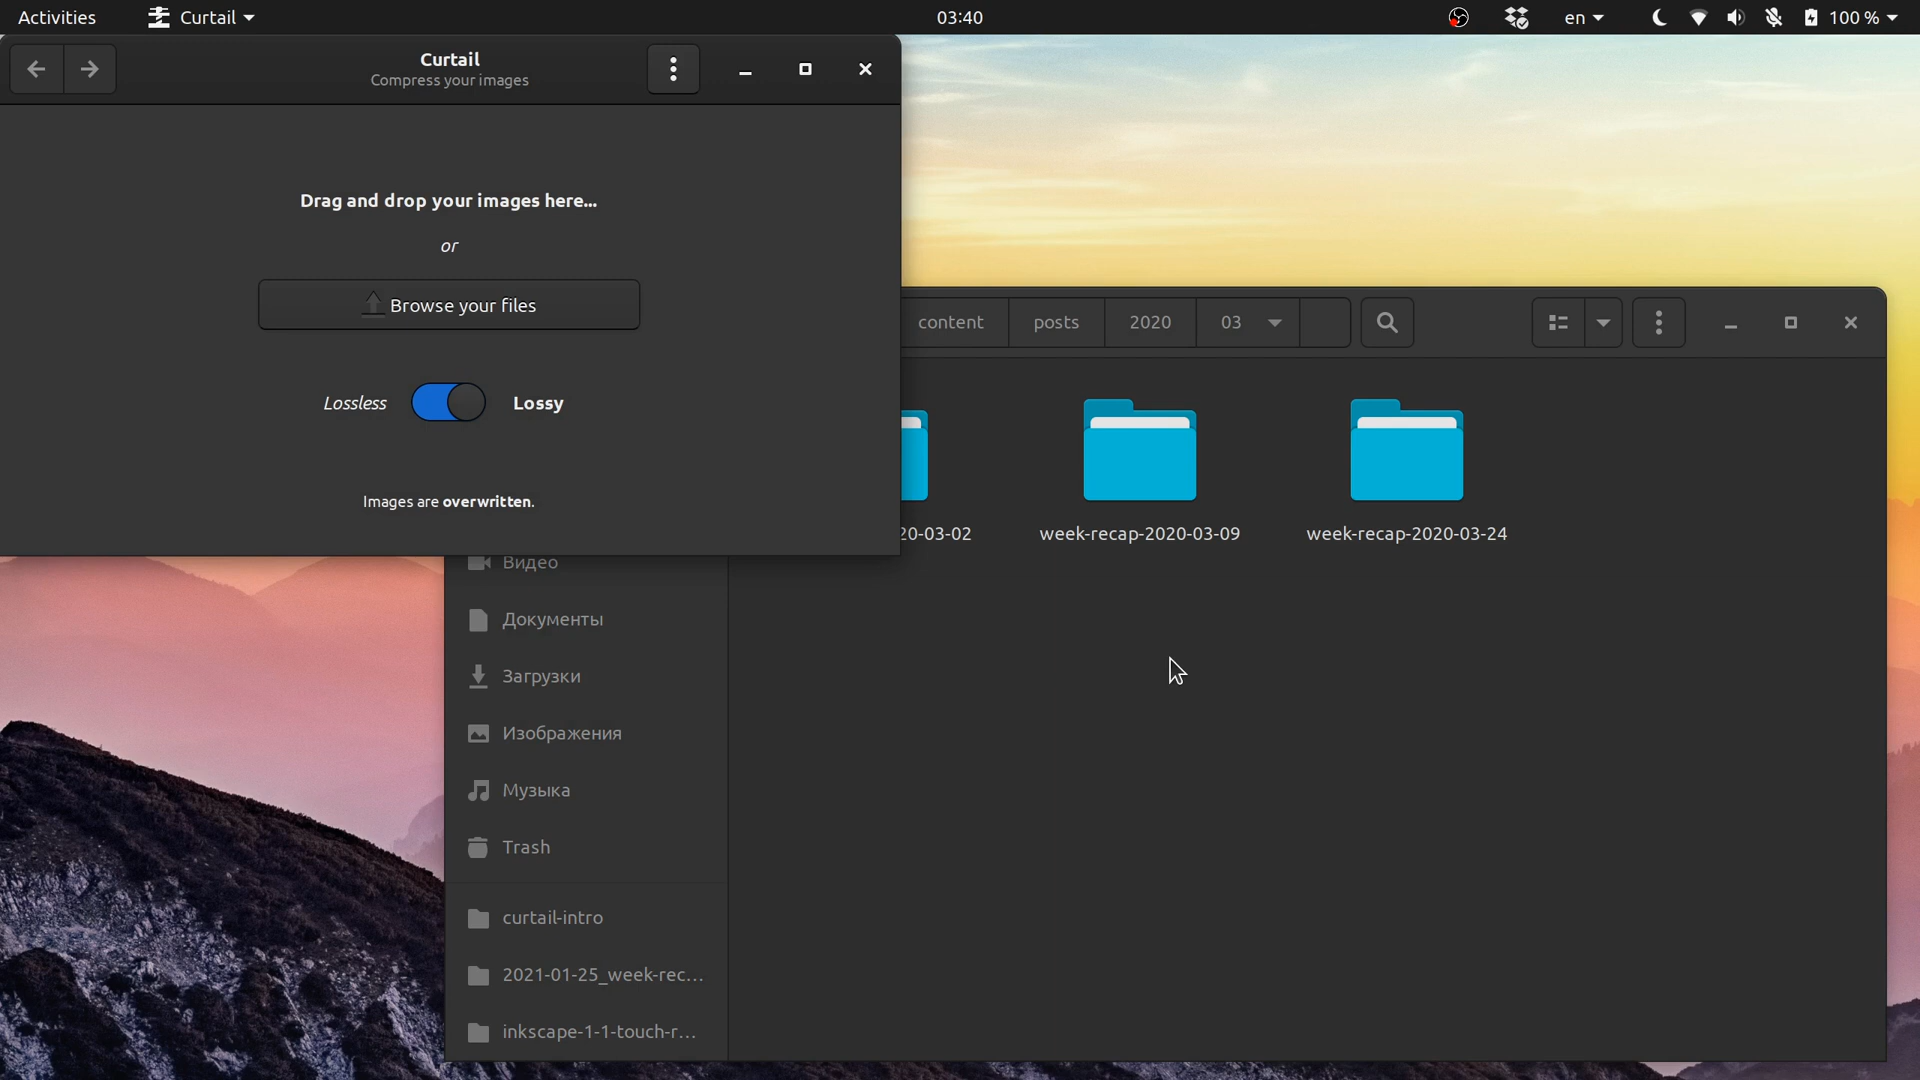 Activities
Curtail
03:40
en
100 %
Curtail
Compress your images
Drag and drop your images here...
or
Browse your files
Lossless
Lossy
Images are overwritten.
content
posts
2020
03
20-03-02
week-recap-2020-03-09
week-recap-2020-03-24
Видео
Документы
Загрузки
Изображения
Музыка
Trash
curtail-intro
2021-01-25_week-rec...
inkscape-1-1-touch-r...